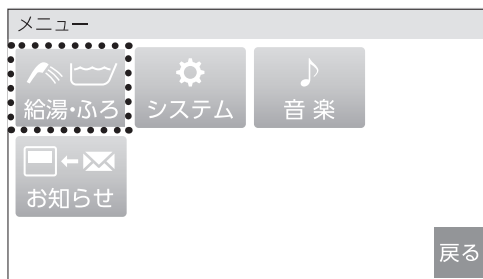 メニュー
給湯・ふろ
システム
音楽
お知らせ
戻る